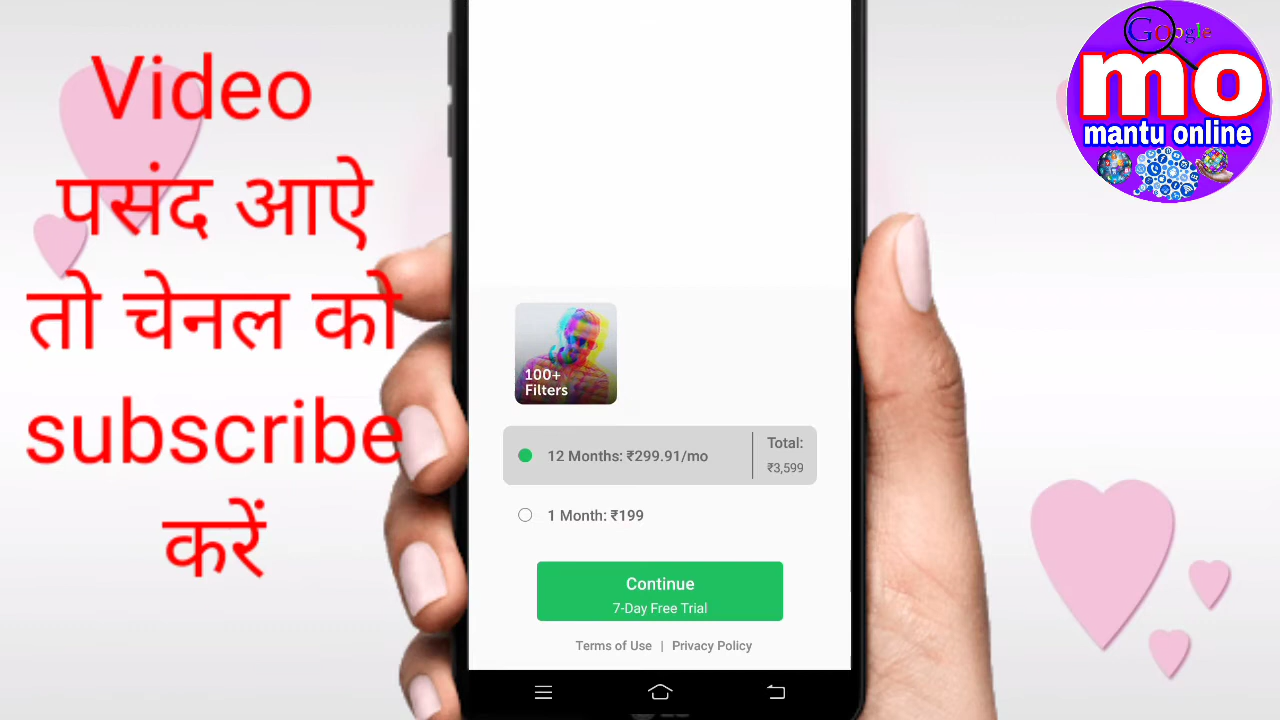 Video
पसंद आऐ
तो चेनल को
subscribe
करें
Google
mo
mantu online
100+
Filters
12 Months: ₹299.91/mo
Total:
₹3,599
1 Month: ₹199
Continue
7-Day Free Trial
Terms of Use | Privacy Policy